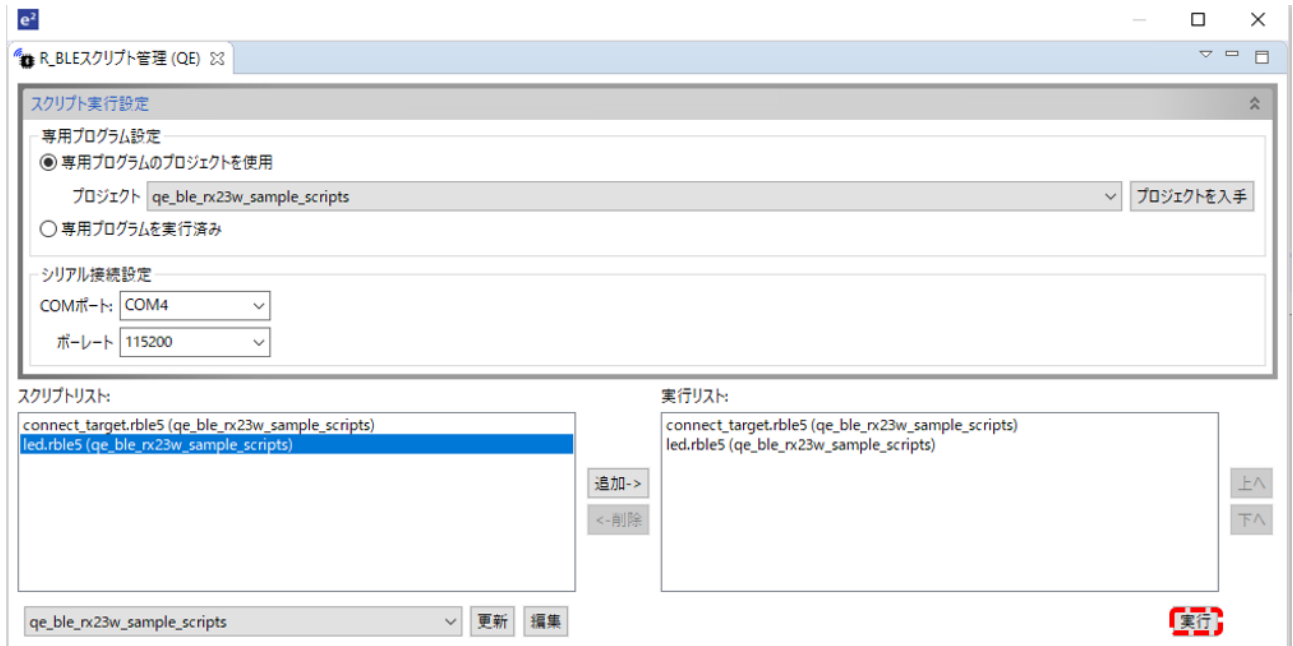 e²
R_BLEスクリプト管理 (QE)
スクリプト実行設定
専用プログラム設定
専用プログラムのプロジェクトを使用
プロジェクト qe_ble_rx23w_sample_scripts プロジェクトを入手
専用プログラムを実行済み
シリアル接続設定
COMポート: COM4
ボーレート 115200
スクリプトリスト:
connect_target.rble5 (qe_ble_rx23w_sample_scripts)
led.rble5 (qe_ble_rx23w_sample_scripts)
追加->
<-削除
実行リスト:
connect_target.rble5 (qe_ble_rx23w_sample_scripts)
led.rble5 (qe_ble_rx23w_sample_scripts)
上へ
下へ
qe_ble_rx23w_sample_scripts 更新 編集
実行